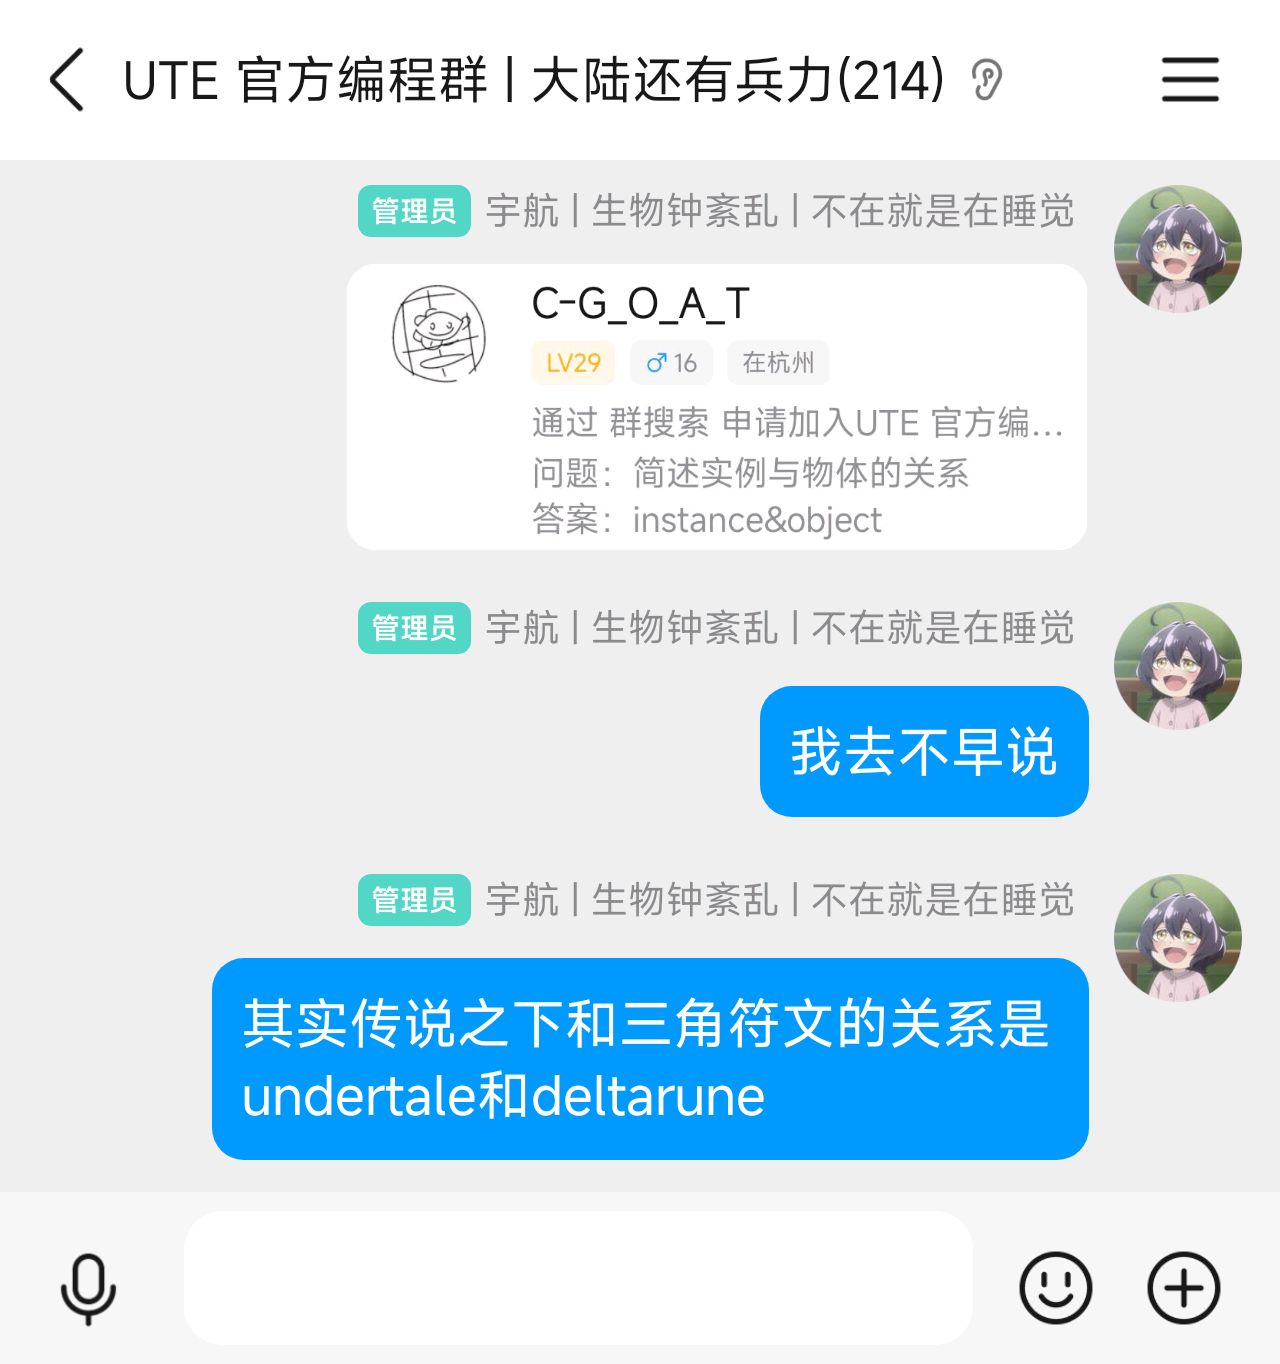 UTE 官方编程群 | 大陆还有兵力(214)
管理员 宇航 | 生物钟紊乱 | 不在就是在睡觉
C-G_O_A_T
LV29 ♂16 在杭州
通过 群搜索 申请加入UTE 官方编...
问题：简述实例与物体的关系
答案：instance&object
管理员 宇航 | 生物钟紊乱 | 不在就是在睡觉
我去不早说
管理员 宇航 | 生物钟紊乱 | 不在就是在睡觉
其实传说之下和三角符文的关系是
undertale和deltarune